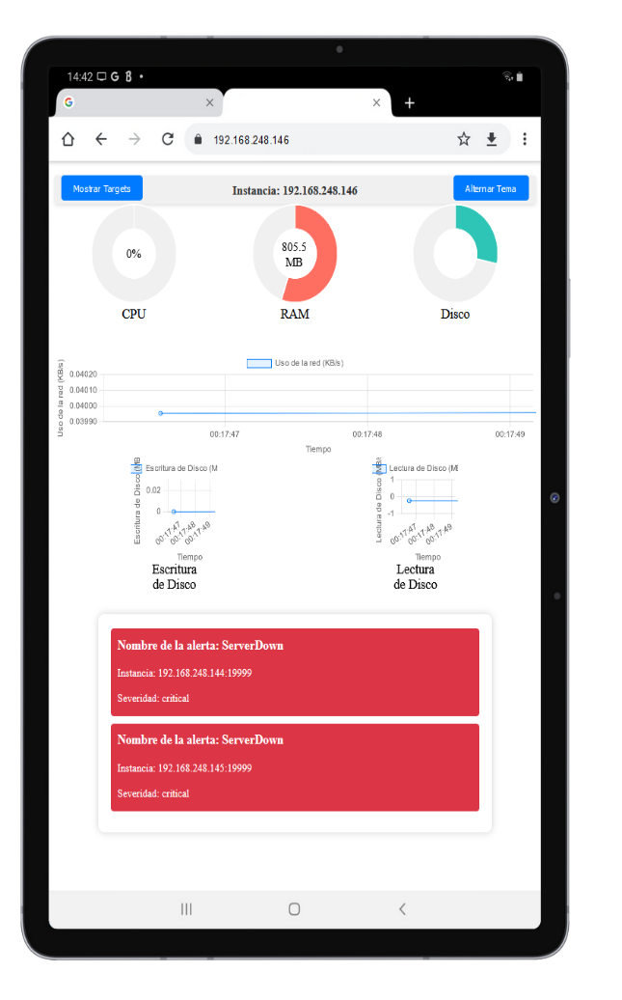 14:42
192.168.248.146
Mostrar Targets
Instancia: 192.168.248.146
Alternar Tema
0%
805.5
MB
CPU
RAM
Disco
Uso de la red (KB/s)
Uso de la red (KB/s)
0.04020
0.04010
0.04000
0.03990
00:17:47
00:17:48
00:17:49
Tiempo
Escritura de Disco (M
Escritura de Disco (MB
0.02
0
00:17:47
00:17:48
00:17:49
Tiempo
Escritura
de Disco
Lectura de Disco (MB
Lectura de Disco (MB/
1
0
-1
00:17:47
00:17:48
00:17:49
Tiempo
Lectura
de Disco
Nombre de la alerta: ServerDown
Instancia: 192.168.248.144:19999
Severidad: critical
Nombre de la alerta: ServerDown
Instancia: 192.168.248.145:19999
Severidad: critical